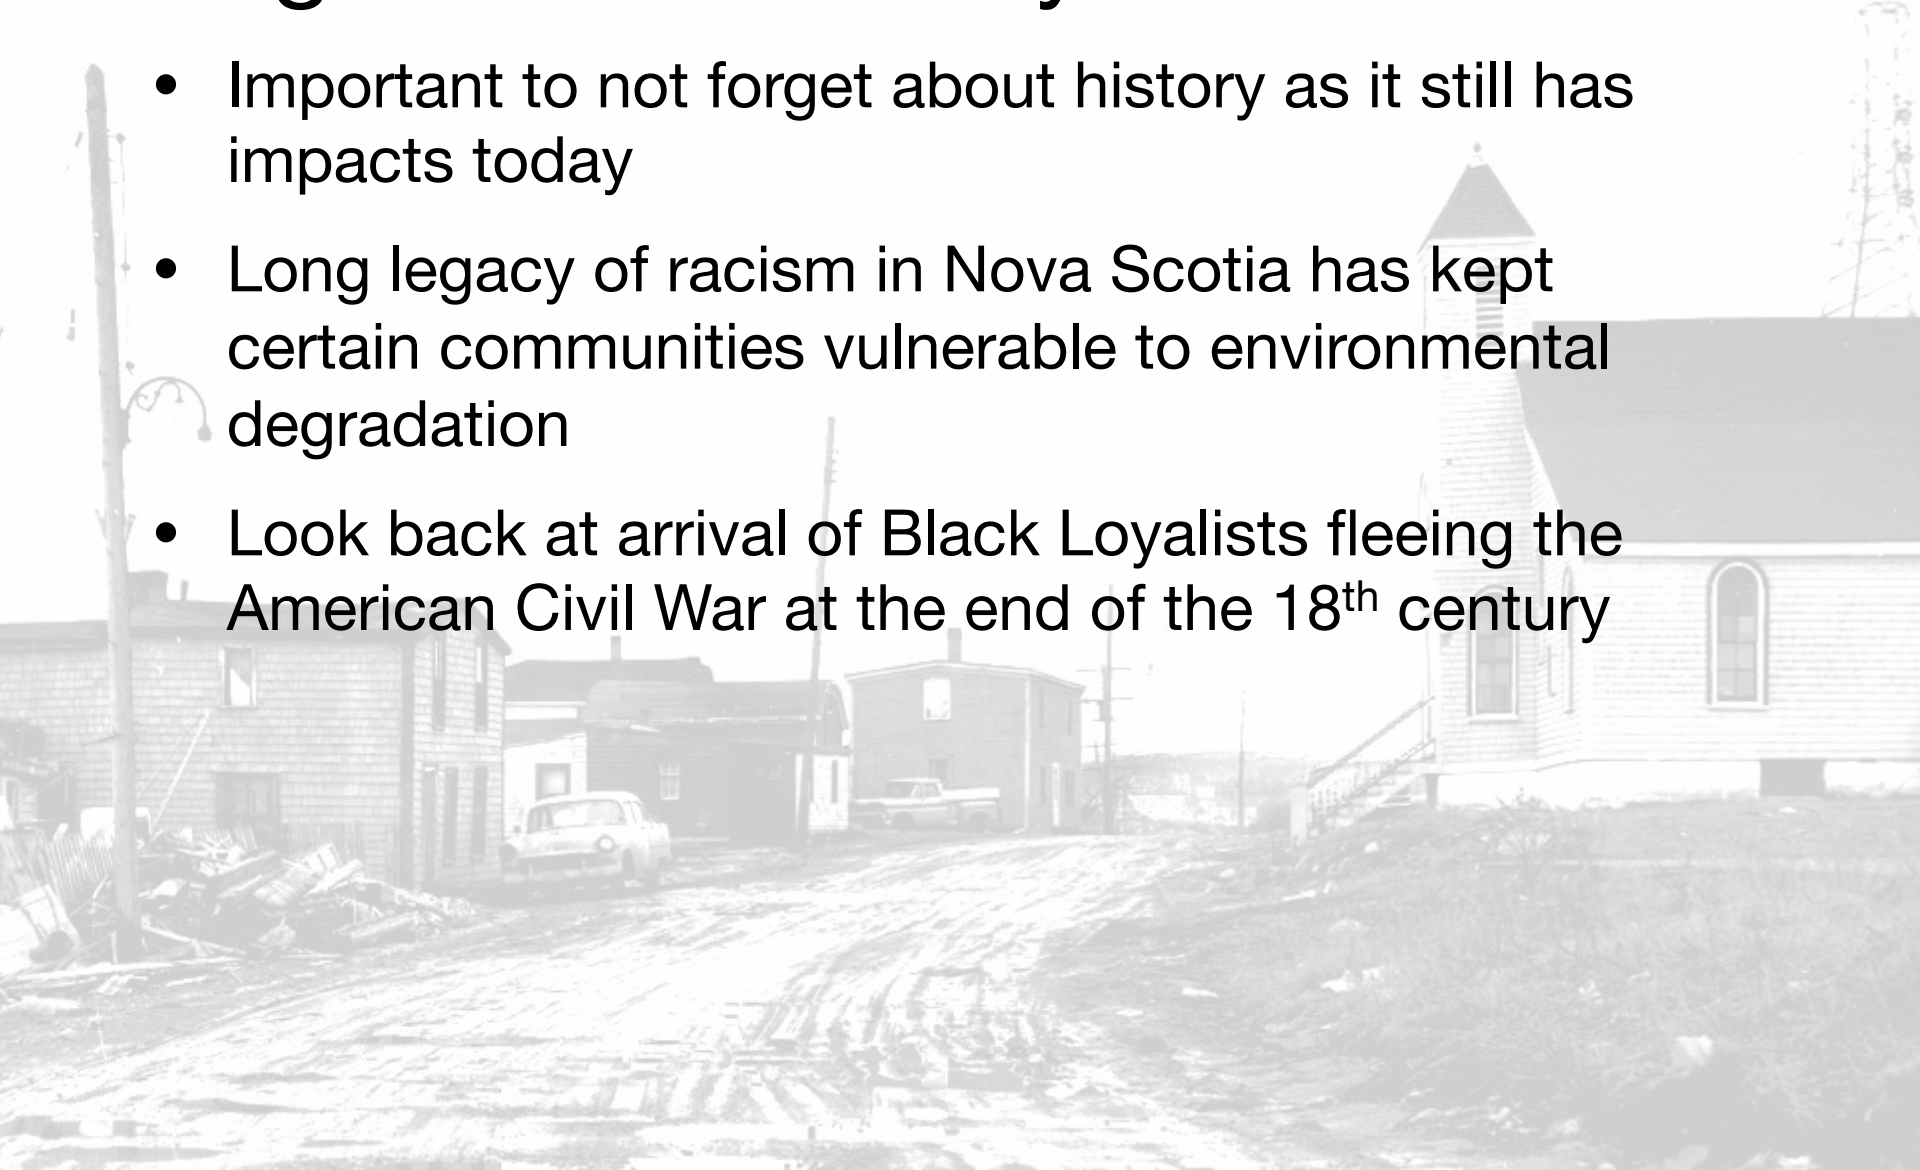 • Important to not forget about history as it still has
impacts today
• Long legacy of racism in Nova Scotia has kept
certain communities vulnerable to environmental
degradation
• Look back at arrival of Black Loyalists fleeing the
American Civil War at the end of the 18th century